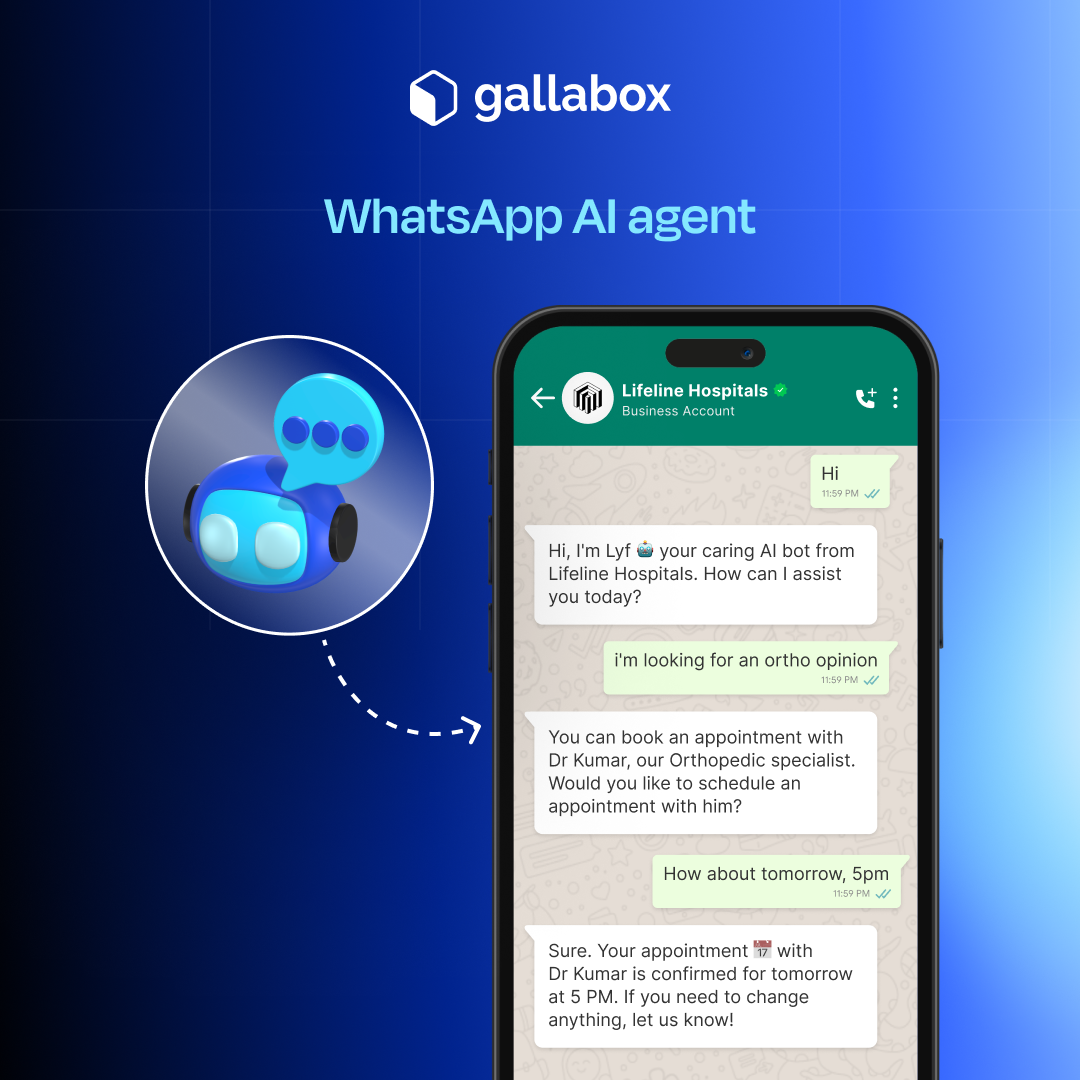 gallabox
WhatsApp AI agent
Lifeline Hospitals
Business Account
Hi
11:59 PM
Hi, I'm Lyf 🤖 your caring AI bot from
Lifeline Hospitals. How can I assist
you today?
i'm looking for an ortho opinion
11:59 PM
You can book an appointment with
Dr Kumar, our Orthopedic specialist.
Would you like to schedule an
appointment with him?
How about tomorrow, 5pm
11:59 PM
Sure. Your appointment 📅 with
Dr Kumar is confirmed for tomorrow
at 5 PM. If you need to change
anything, let us know!